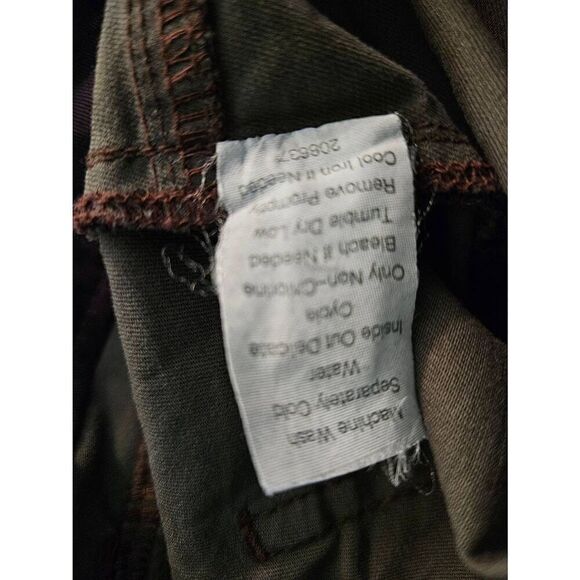 Machine Wash
Separately Cold
Water
Inside Out Delicate
Cycle
Only Non-Chlorine
Bleach If Needed
Tumble Dry Low
Remove Promptly
Cool Iron If Needed
208637